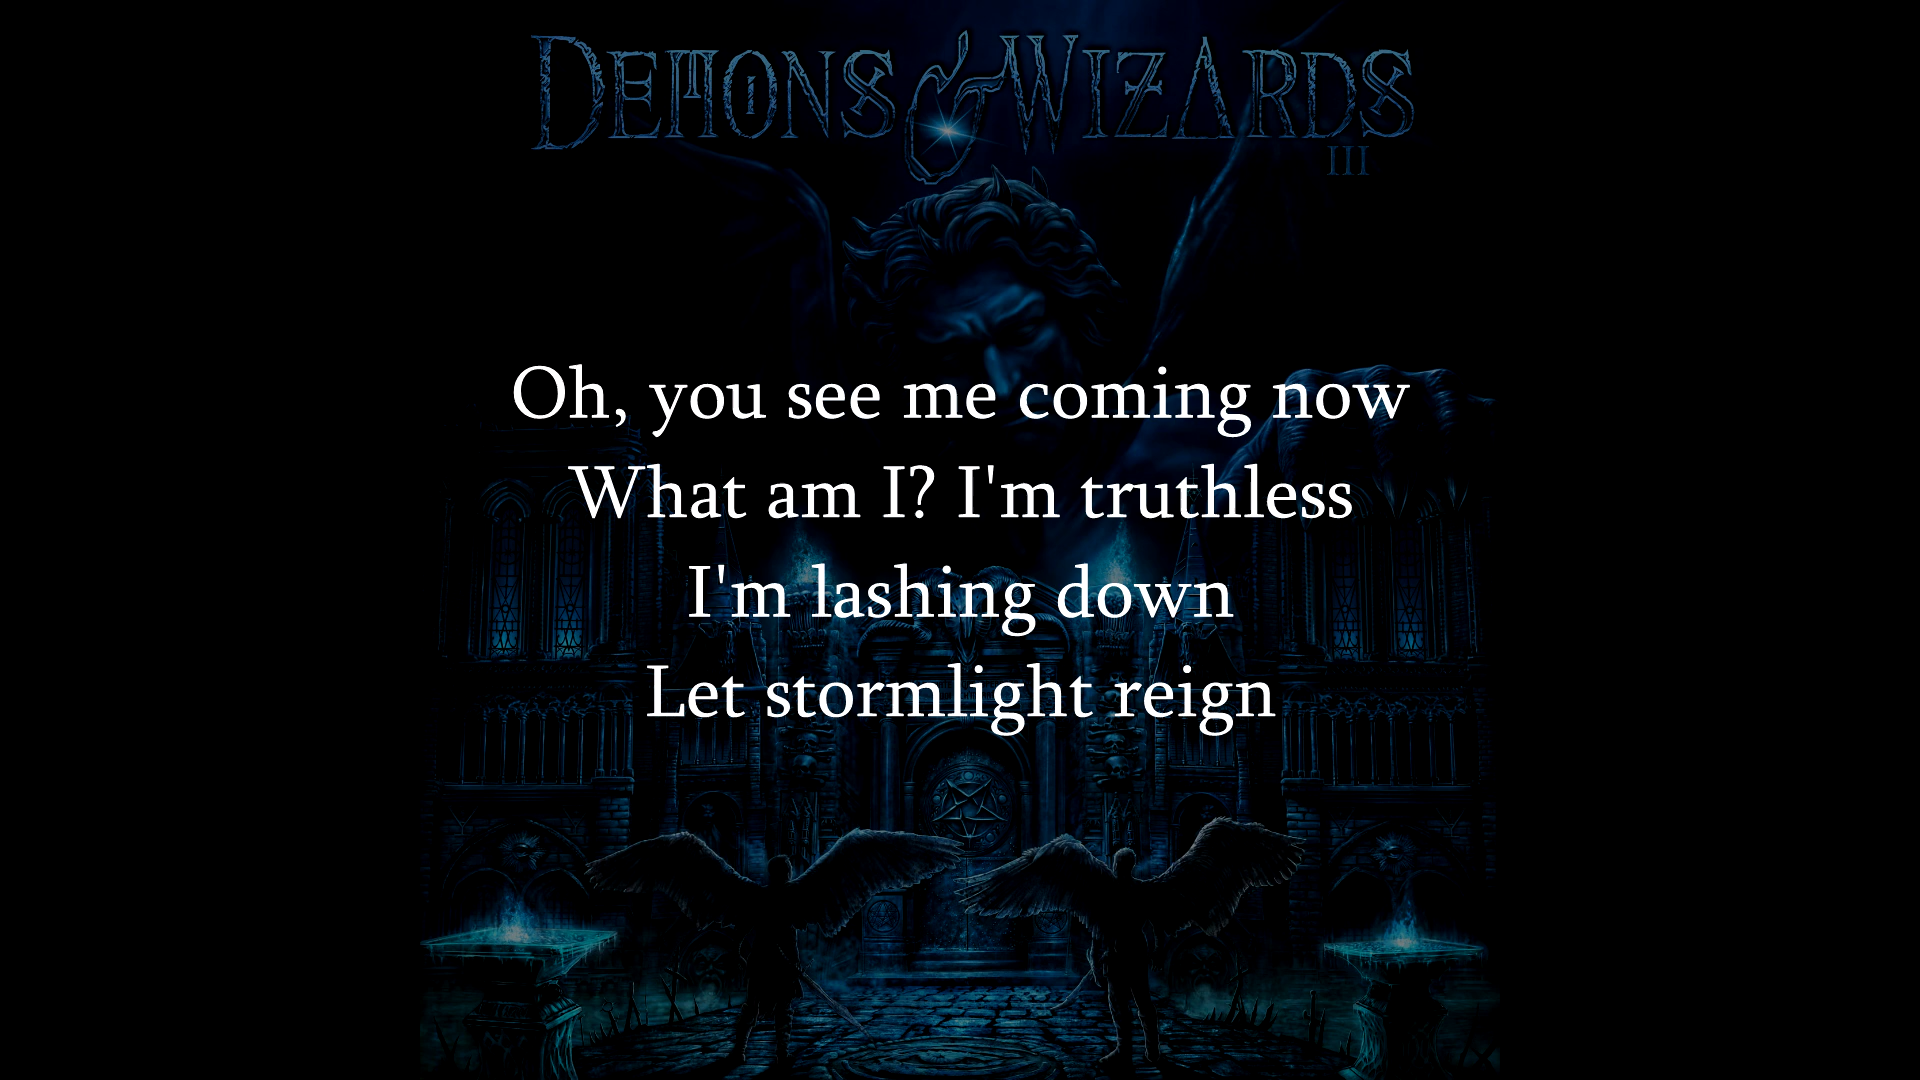 DEMONS & WIZARDS
III
Oh, you see me coming now
What am I? I'm truthless
I'm lashing down
Let stormlight reign